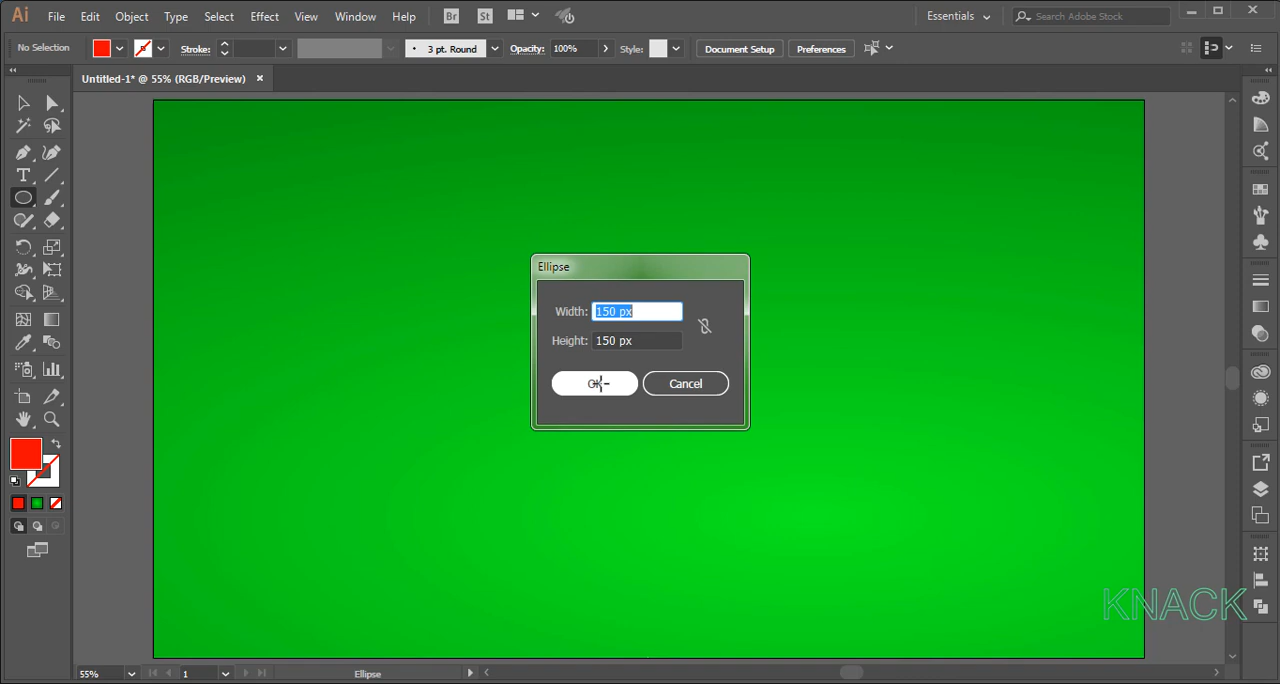 Ai File Edit Object Type Select Effect View Window Help Br St Essentials Search Adobe Stock
No Selection Stroke: 3 pt. Round Opacity: 100% Style: Document Setup Preferences
Untitled-1* @ 55% (RGB/Preview)
Ellipse
Width: 150 px
Height: 150 px
OK Cancel
KNACK
55% 1 Ellipse